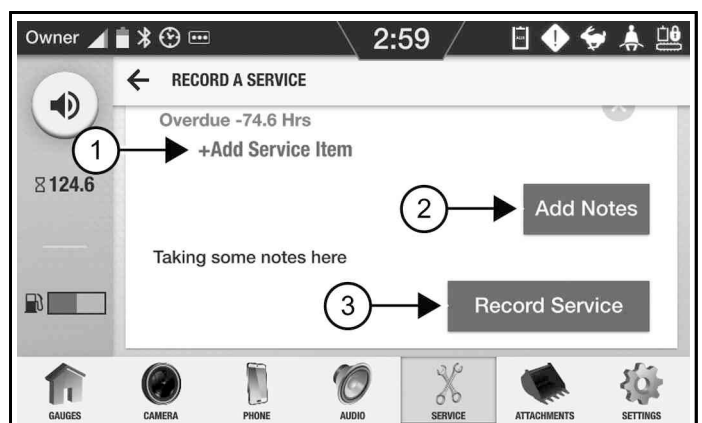 Owner 2:59 AUX
RECORD A SERVICE
Overdue -74.6 Hrs
1 +Add Service Item
124.6
2 Add Notes
Taking some notes here
3 Record Service
GAUGES CAMERA PHONE AUDIO SERVICE ATTACHMENTS SETTINGS